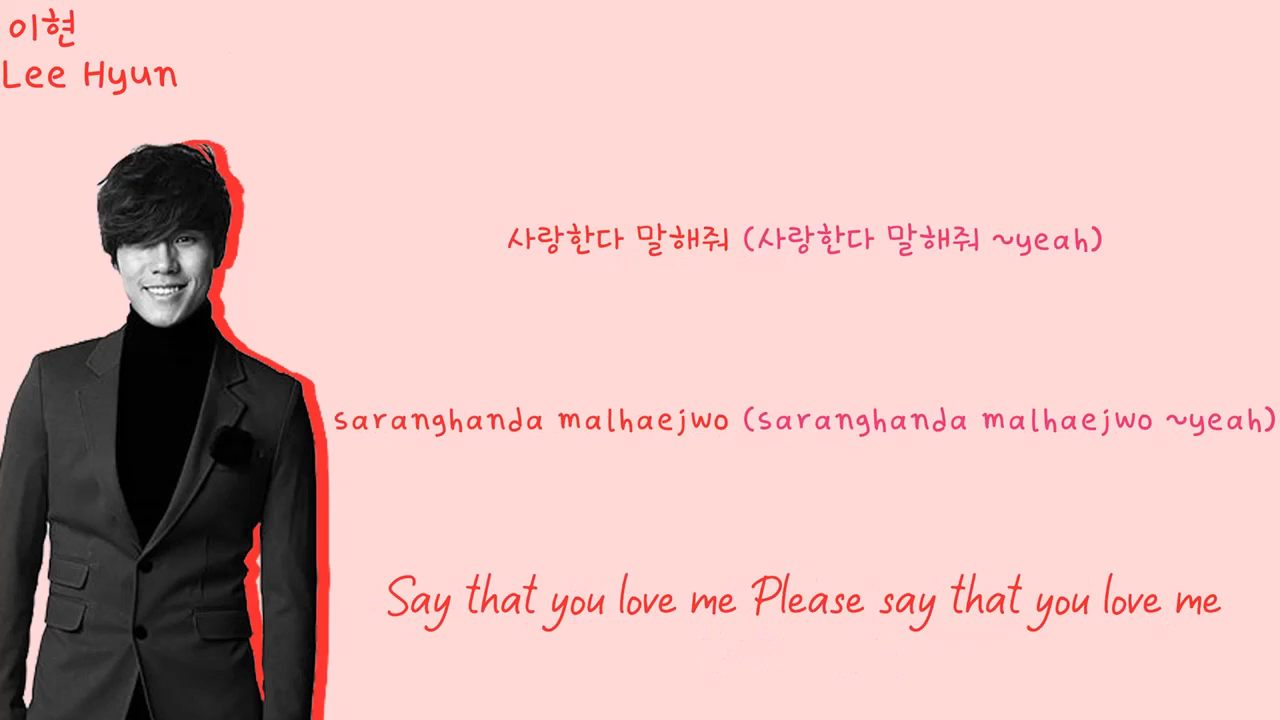 이현
Lee Hyun
사랑한다 말해줘 (사랑한다 말해줘 ~yeah)
saranghanda malhaejwo (saranghanda malhaejwo ~yeah)
Say that you love me Please say that you love me